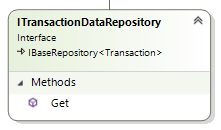 ITransactionDataRepository
Interface
IBaseRepository<Transaction>
Methods
Get